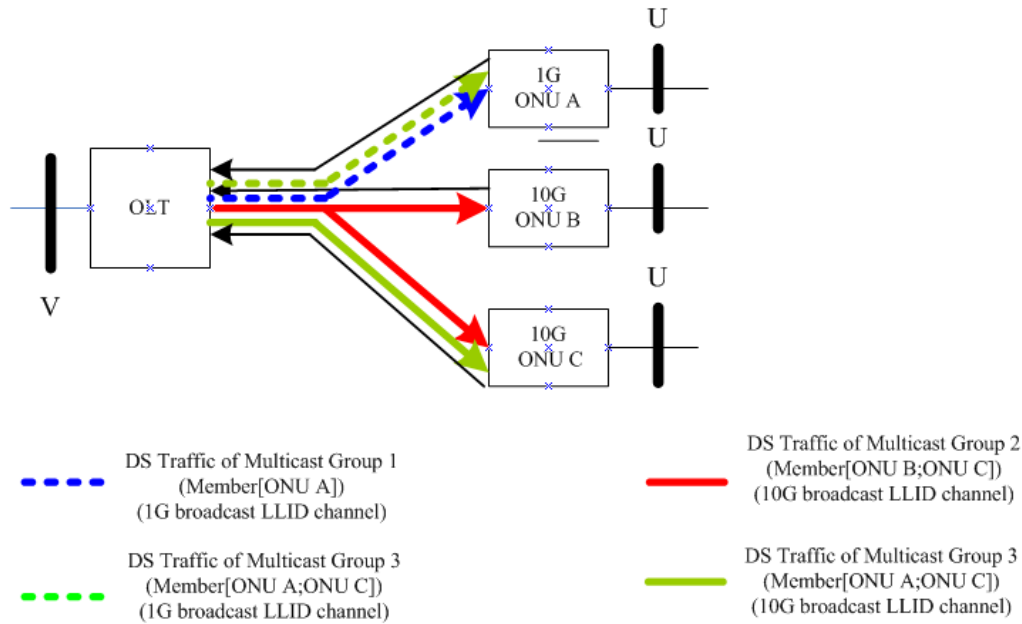 U
1G
ONU A
U
OLT
10G
ONU B
V
U
10G
ONU C
DS Traffic of Multicast Group 1
(Member[ONU A])
(1G broadcast LLID channel)
DS Traffic of Multicast Group 2
(Member[ONU B;ONU C])
(10G broadcast LLID channel)
DS Traffic of Multicast Group 3
(Member[ONU A;ONU C])
(1G broadcast LLID channel)
DS Traffic of Multicast Group 3
(Member[ONU A;ONU C])
(10G broadcast LLID channel)